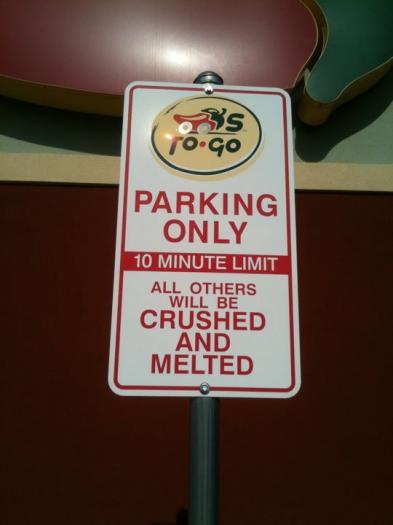 'S
TO·GO
PARKING
ONLY
10 MINUTE LIMIT
ALL OTHERS
WILL BE
CRUSHED
AND
MELTED